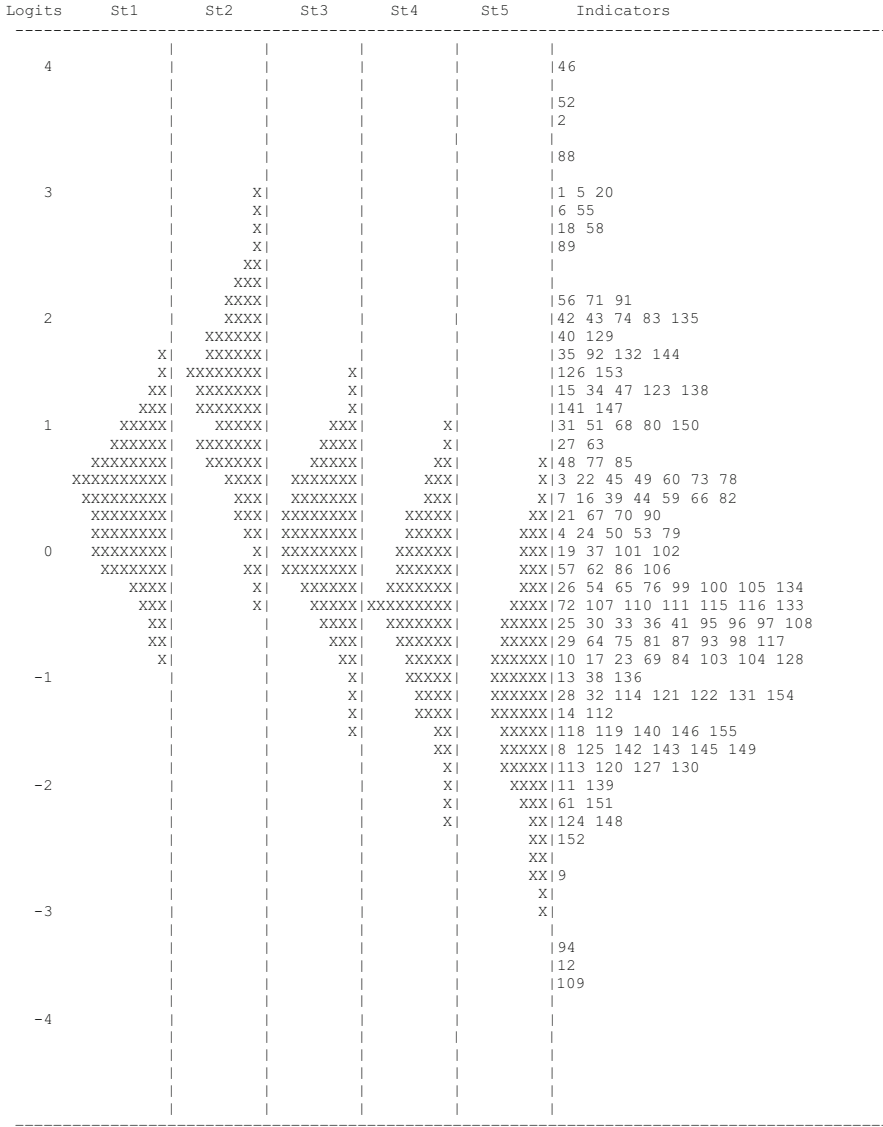 Logits St1 St2 St3 St4 St5 Indicators
--------------------------------------------------------------------------------
| | | | |
4 | | | | |46
| | | | |
| | | | |52
| | | | |2
| | | | |
| | | | |88
| | | | |
3 | X| | | |1 5 20
| X| | | |6 55
| X| | | |18 58
| X| | | |89
| XX| | | |
| XXX| | | |
| XXXX| | | |56 71 91
2 | XXXX| | | |42 43 74 83 135
| XXXXXX| | | |40 129
X| XXXXXX| | | |35 92 132 144
X| XXXXXXXX| X| | |126 153
XX| XXXXXXX| X| | |15 34 47 123 138
XXX| XXXXXXX| X| | |141 147
1 XXXXX| XXXXX| XXX| X| |31 51 68 80 150
XXXXXX| XXXXXXX| XXXX| X| |27 63
XXXXXXXX| XXXXXX| XXXXX| XX| X|48 77 85
XXXXXXXXXX| XXXX| XXXXXXX| XXX| X|3 22 45 49 60 73 78
XXXXXXXXX| XXX| XXXXXXX| XXX| X|7 16 39 44 59 66 82
XXXXXXXX| XXX| XXXXXXXX| XXXXX| XX|21 67 70 90
XXXXXXXX| XX| XXXXXXXX| XXXXX| XXX|4 24 50 53 79
0 XXXXXXXX| X| XXXXXXXX| XXXXXX| XXX|19 37 101 102
XXXXXXX| XX| XXXXXXXX| XXXXXX| XXX|57 62 86 106
XXXX| X| XXXXXX| XXXXXXX| XXX|26 54 65 76 99 100 105 134
XXX| X| XXXXX|XXXXXXXXX| XXXX|72 107 110 111 115 116 133
XX| | XXXX| XXXXXXX| XXXXX|25 30 33 36 41 95 96 97 108
XX| | XXX| XXXXXX| XXXXX|29 64 75 81 87 93 98 117
X| | XX| XXXXX| XXXXXX|10 17 23 69 84 103 104 128
-1 | | X| XXXXX| XXXXXX|13 38 136
| | X| XXXX| XXXXXX|28 32 114 121 122 131 154
| | X| XXXX| XXXXXX|14 112
| | X| XX| XXXXX|118 119 140 146 155
| | | XX| XXXXX|8 125 142 143 145 149
| | | X| XXXXX|113 120 127 130
-2 | | | X| XXXX|11 139
| | | X| XXX|61 151
| | | X| XX|124 148
| | | | XX|152
| | | | XX|
| | | | XX|9
| | | | X|
-3 | | | | X|
| | | | |
| | | | |94
| | | | |12
| | | | |109
| | | | |
-4 | | | | |
| | | | |
| | | | |
| | | | |
| | | | |
| | | | |
--------------------------------------------------------------------------------